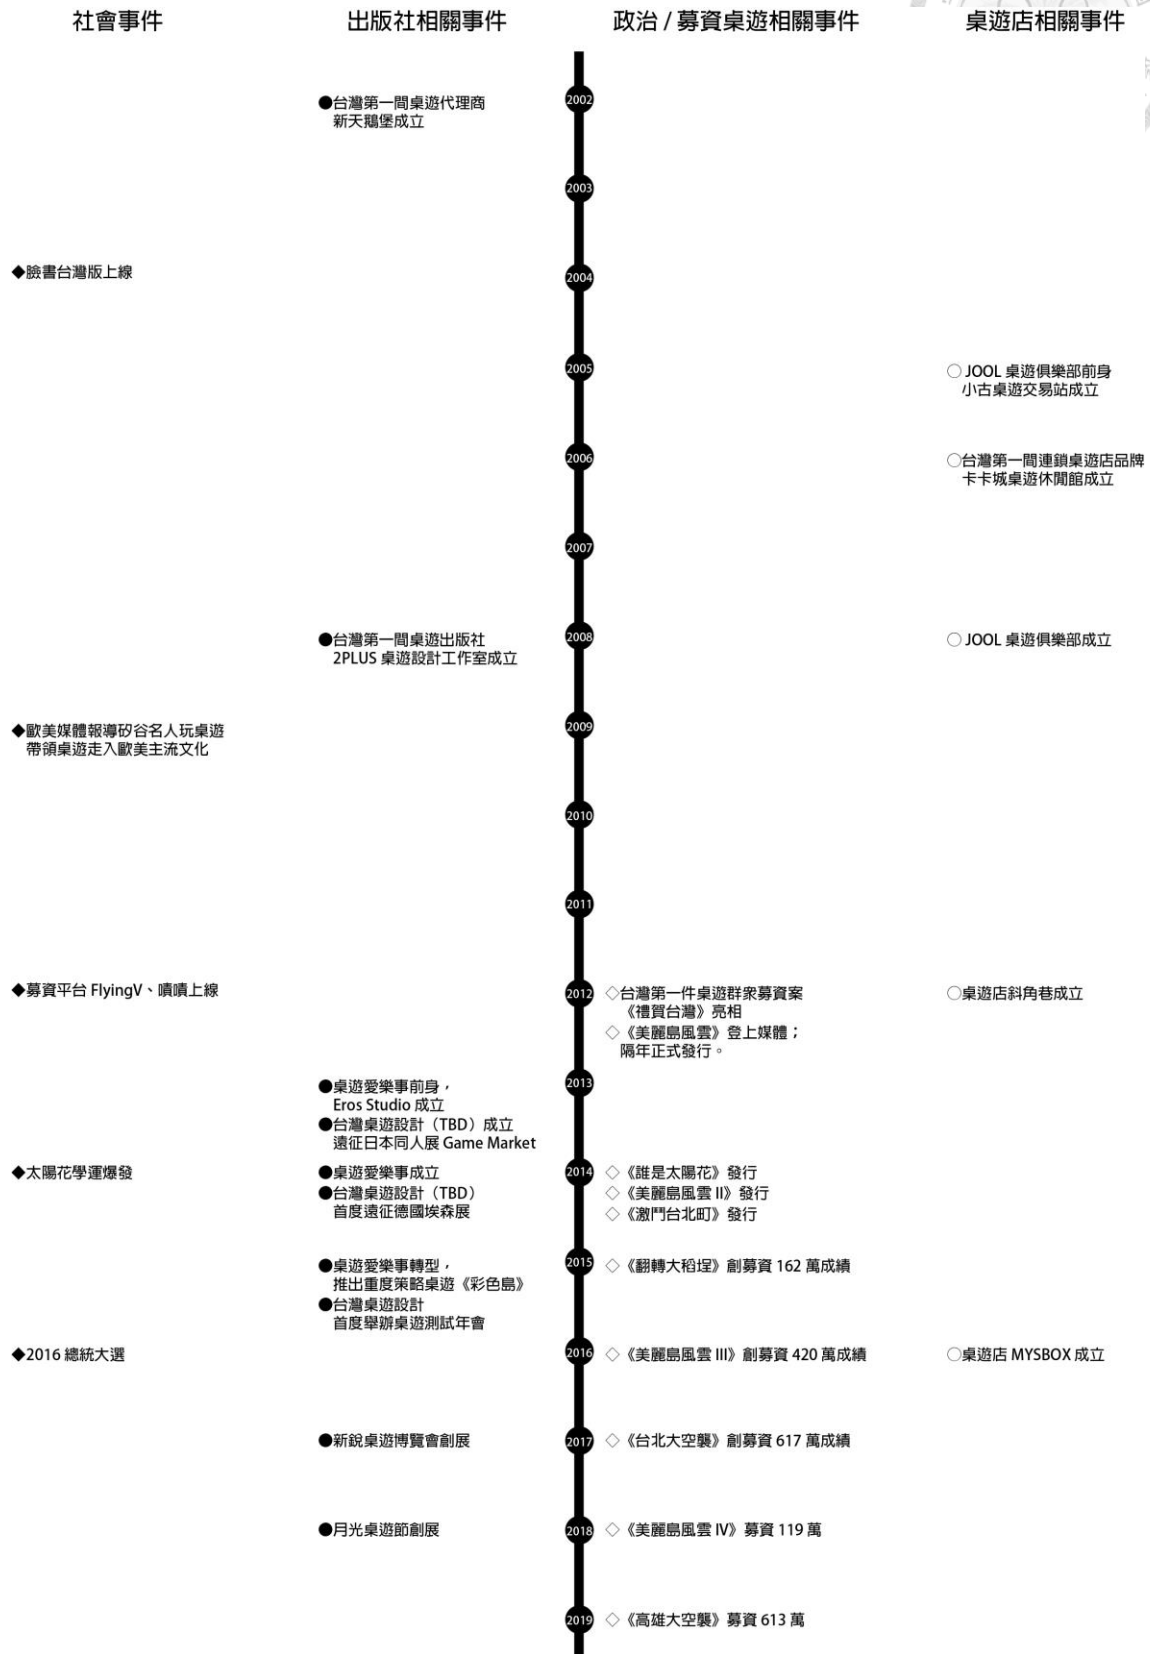 社會事件 出版社相關事件 政治 / 募資桌遊相關事件 桌遊店相關事件
●台灣第一間桌遊代理商
新天鵝堡成立
2002
2003
◆臉書台灣版上線
2004
2005
○ JOOL 桌遊俱樂部前身
小古桌遊交易站成立
2006
○台灣第一間連鎖桌遊店品牌
卡卡城桌遊休閒館成立
2007
●台灣第一間桌遊出版社
2PLUS 桌遊設計工作室成立
2008
○ JOOL 桌遊俱樂部成立
◆歐美媒體報導矽谷名人玩桌遊
帶領桌遊走入歐美主流文化
2009
2010
2011
◆募資平台 FlyingV、嘖嘖上線
2012
◇台灣第一件桌遊群眾募資案
《禮賀台灣》亮相
◇《美麗島風雲》登上媒體；
隔年正式發行。
○桌遊店斜角巷成立
●桌遊愛樂事前身，
Eros Studio 成立
●台灣桌遊設計（TBD）成立
遠征日本同人展 Game Market
2013
◆太陽花學運爆發
●桌遊愛樂事成立
●台灣桌遊設計（TBD）
首度遠征德國埃森展
2014
◇《誰是太陽花》發行
◇《美麗島風雲 II》發行
◇《激鬥台北町》發行
●桌遊愛樂事轉型，
推出重度策略桌遊《彩色島》
●台灣桌遊設計
首度舉辦桌遊測試年會
2015
◇《翻轉大稻埕》創募資 162 萬成績
◆2016 總統大選
2016
◇《美麗島風雲 III》創募資 420 萬成績
○桌遊店 MYSBOX 成立
●新銳桌遊博覽會創展
2017
◇《台北大空襲》創募資 617 萬成績
●月光桌遊節創展
2018
◇《美麗島風雲 IV》募資 119 萬
2019
◇《高雄大空襲》募資 613 萬